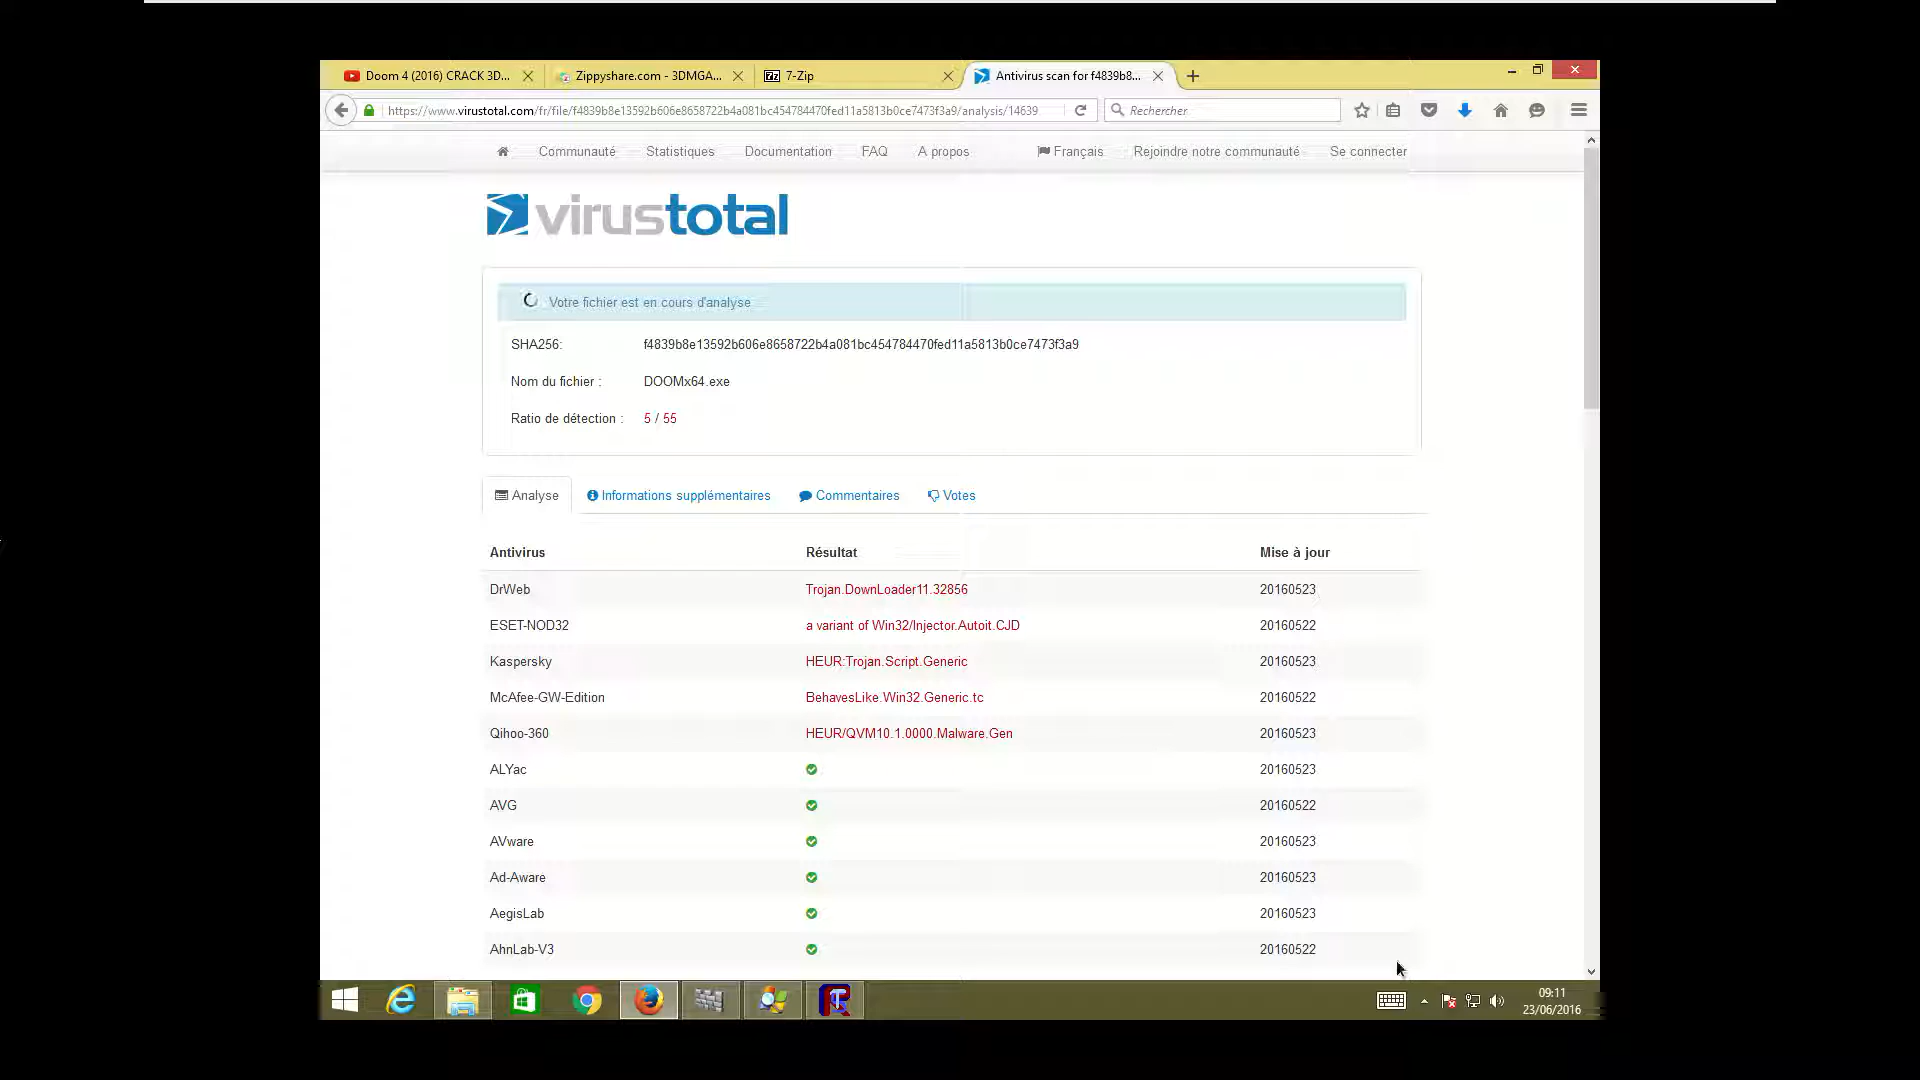 Doom 4 (2016) CRACK 3D...
Zippyshare.com - 3DMGA...
7-Zip
Antivirus scan for f4839b8...
https://www.virustotal.com/fr/file/f4839b8e13592b606e8658722b4a081bc454784470fed11a5813b0ce7473f3a9/analysis/14639
Rechercher
Communauté Statistiques Documentation FAQ A propos Français Rejoindre notre communauté Se connecter
virustotal
Votre fichier est en cours d'analyse ...
SHA256: f4839b8e13592b606e8658722b4a081bc454784470fed11a5813b0ce7473f3a9
Nom du fichier : DOOMx64.exe
Ratio de détection : 5 / 55
Analyse Informations supplémentaires Commentaires Votes
Antivirus Résultat Mise à jour
DrWeb Trojan.DownLoader11.32856 20160523
ESET-NOD32 a variant of Win32/Injector.Autoit.CJD 20160522
Kaspersky HEUR:Trojan.Script.Generic 20160523
McAfee-GW-Edition BehavesLike.Win32.Generic.tc 20160522
Qihoo-360 HEUR/QVM10.1.0000.Malware.Gen 20160523
ALYac 20160523
AVG 20160522
AVware 20160523
Ad-Aware 20160523
AegisLab 20160523
AhnLab-V3 20160522
09:11
23/06/2016